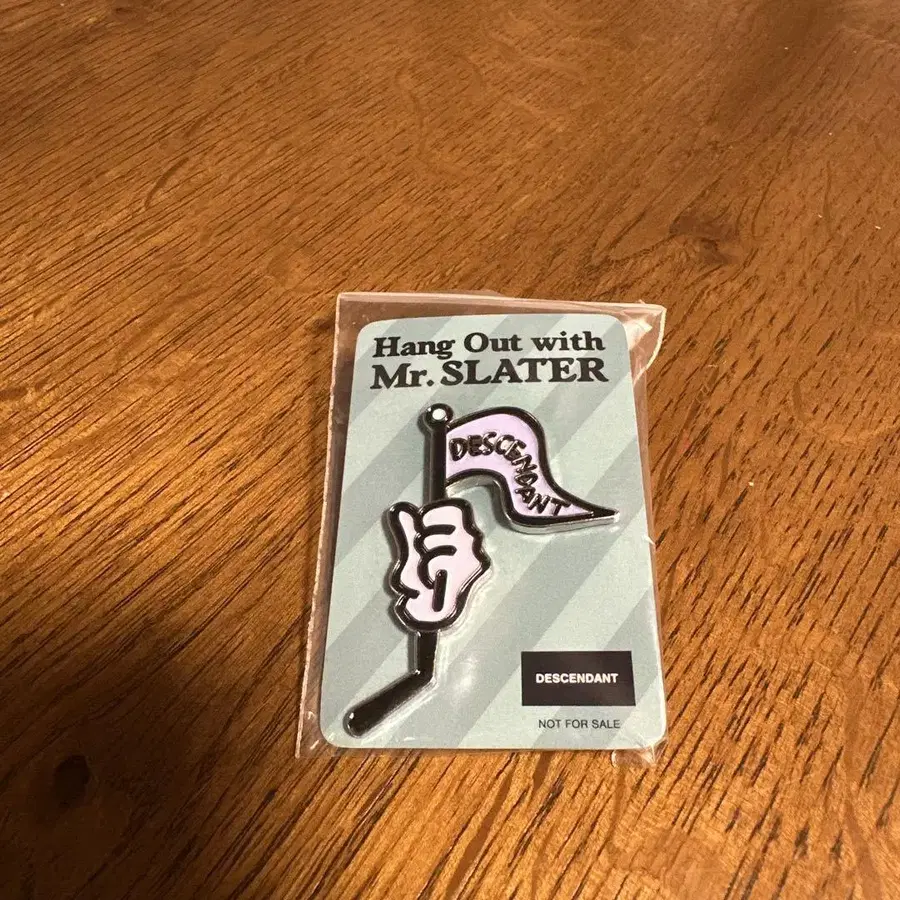 Hang Out with
Mr. SLATER
DESCENDANT
DESCENDANT
NOT FOR SALE